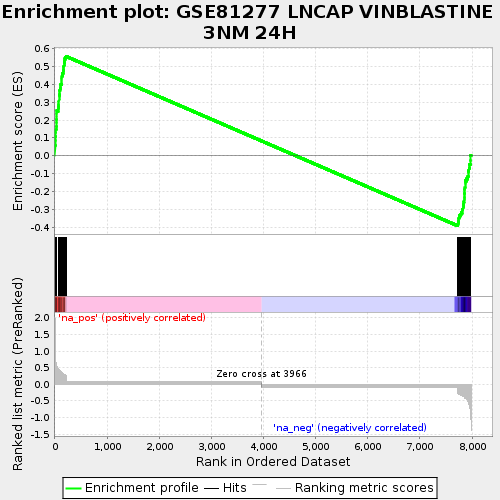 Enrichment plot: GSE81277 LNCAP VINBLASTINE
3NM 24H
Enrichment score (ES)
0.6
0.5
0.4
0.3
0.2
0.1
0.0
-0.1
-0.2
-0.3
-0.4
'na_pos' (positively correlated)
Ranked list metric (PreRanked)
2.0
1.5
1.0
0.5
0.0
-0.5
-1.0
-1.5
Zero cross at 3966
'na_neg' (negatively correlated)
0 1,000 2,000 3,000 4,000 5,000 6,000 7,000 8,000
Rank in Ordered Dataset
Enrichment profile Hits Ranking metric scores